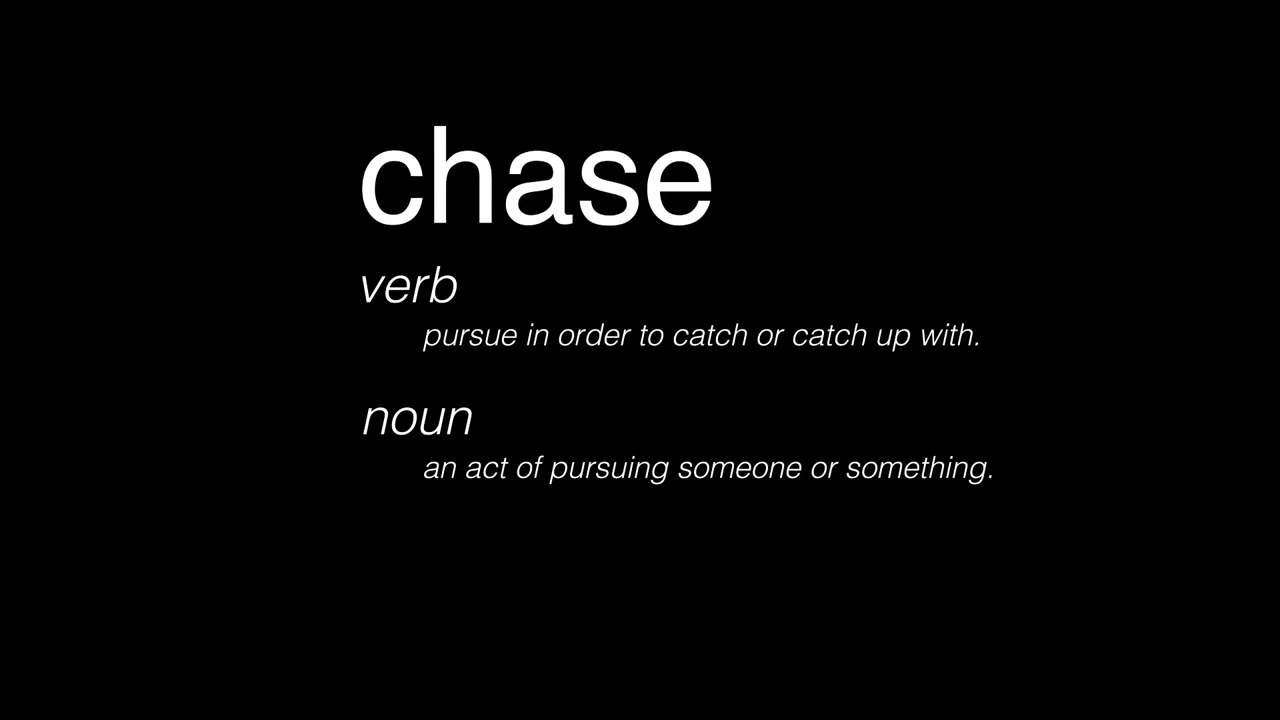 chase
verb
pursue in order to catch or catch up with.
noun
an act of pursuing someone or something.